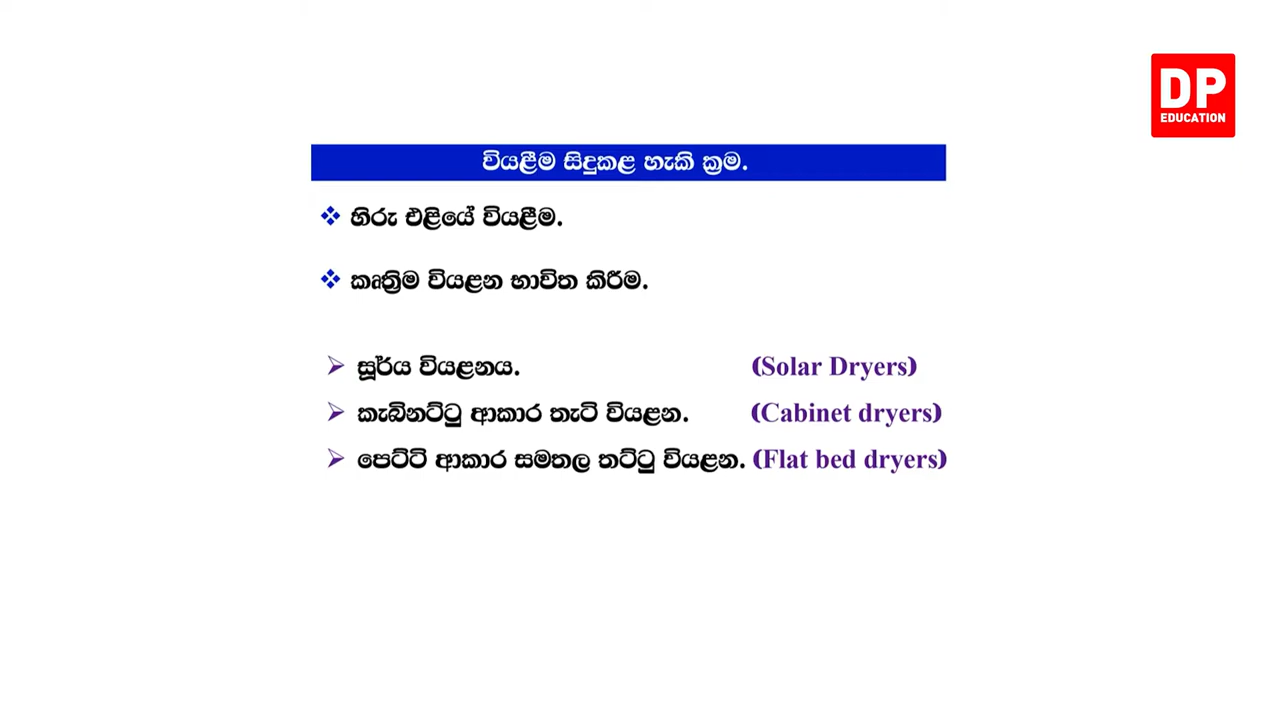 DP
EDUCATION
වියළීම සිදුකළ හැකි ක්‍රම.
හිරු එළියේ වියළීම.
කෘත්‍රිම වියළන භාවිත කිරීම.
සූර්ය වියළනය. (Solar Dryers)
කැබිනට්ටු ආකාර තැටි වියළන. (Cabinet dryers)
පෙට්ටි ආකාර සමතල තට්ටු වියළන. (Flat bed dryers)